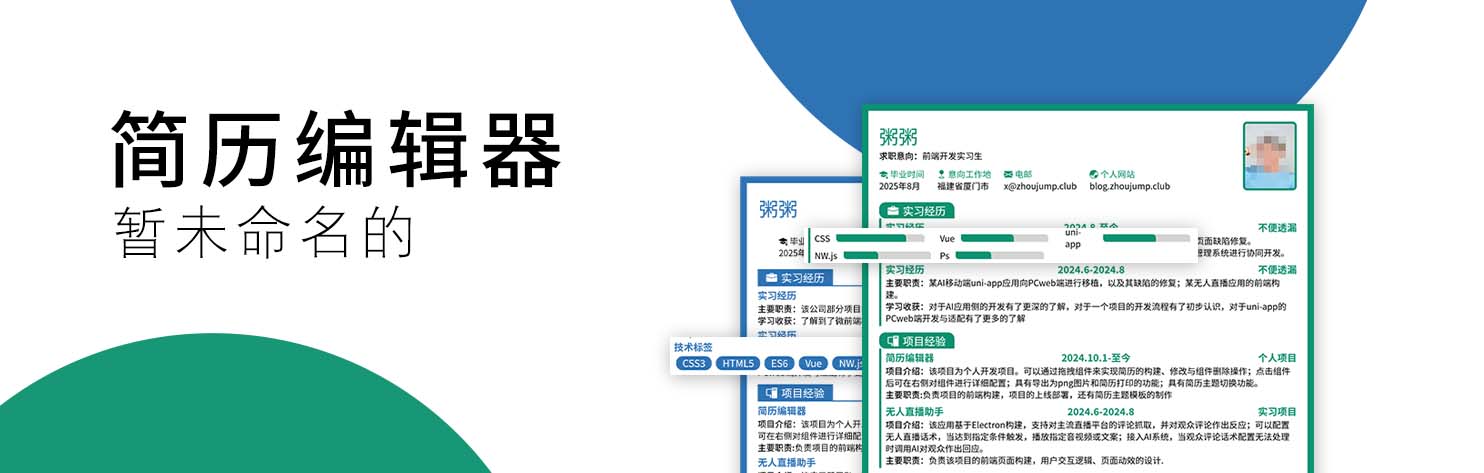 简历编辑器
暂未命名的
粥粥
求职意向：前端开发实习生
毕业时间 意向工作地 电邮 个人网站
2025年8月 福建省厦门市 x@zhoujump.club blog.zhoujump.club
实习经历
实习经历 2024.8-至今 不便透漏
CSS Vue uni-app
页面缺陷修复。
NW.js Ps
管理系统进行协同开发。
实习经历 2024.6-2024.8 不便透漏
主要职责：某AI移动端uni-app应用向PCweb端进行移植，以及其缺陷的修复；某无人直播应用的前端构
建。
学习收获：对于AI应用侧的开发有了更深的了解，对于一个项目的开发流程有了初步认识，对于uni-app的
PCweb端开发与适配有了更多的了解
项目经验
简历编辑器 2024.10.1-至今 个人项目
项目介绍：该项目为个人开发项目。可以通过拖拽组件来实现简历的构建、修改与组件删除操作；点击组件
后可在右侧对组件进行详细配置；具有导出为png图片和简历打印的功能；具有简历主题切换功能。
主要职责:负责项目的前端构建，项目的上线部署，还有简历主题模板的制作
无人直播助手 2024.6-2024.8 实习项目
项目介绍：该应用基于Electron构建，支持对主流直播平台的评论抓取，并对观众评论作出反应；可以配置
无人直播话术，当达到指定条件触发，播放指定音视频或文案；接入AI系统，当观众评论话术配置无法处理
时调用AI对观众作出回应。
主要职责：负责该项目的前端页面构建，用户交互逻辑、页面动效的设计.
粥粥
毕业
2025年
实习经历
实习经历
主要职责：该公司部分项目
学习收获：了解到了微前端
实习经历
技术标签
CSS3 HTML5 ES6 Vue NW.js
项目经验
简历编辑器
项目介绍：该项目为个人开
可在右侧对组件进行详细配
主要职责:负责项目的前端构
无人直播助手